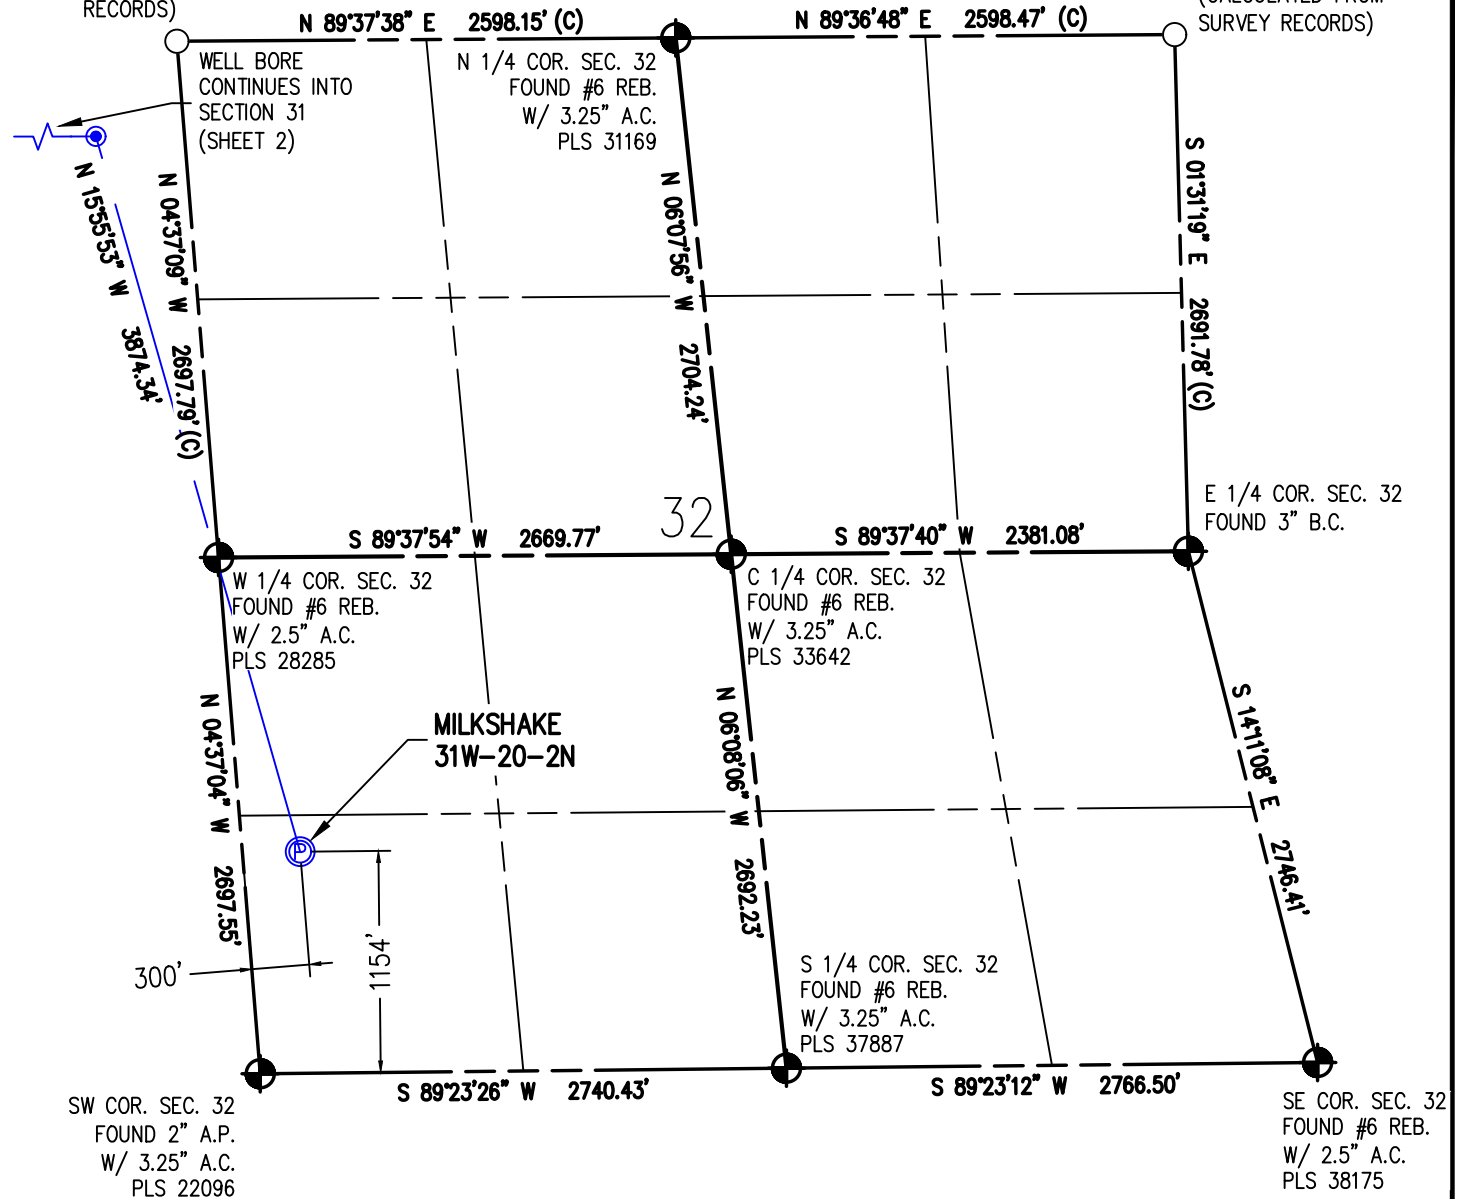 RECORDS)
N 89°37'38" E 2598.15' (C)
N 89°36'48" E 2598.47' (C)
(CALCULATED FROM
SURVEY RECORDS)
WELL BORE
CONTINUES INTO
SECTION 31
(SHEET 2)
N 1/4 COR. SEC. 32
FOUND #6 REB.
W/ 3.25" A.C.
PLS 31169
N 15°55'53" W 3874.34'
N 04°37'09" W 2697.79' (C)
N 06°07'56" W 2704.24'
S 01°31'19" E 2691.78' (C)
32
S 89°37'54" W 2669.77'
S 89°37'40" W 2381.08'
E 1/4 COR. SEC. 32
FOUND 3" B.C.
W 1/4 COR. SEC. 32
FOUND #6 REB.
W/ 2.5" A.C.
PLS 28285
C 1/4 COR. SEC. 32
FOUND #6 REB.
W/ 3.25" A.C.
PLS 33642
N 04°37'04" W 2697.55'
MILKSHAKE
31W-20-2N
N 06°08'06" W 2692.23'
S 14°11'08" E 2746.41'
P
300'
1154'
S 1/4 COR. SEC. 32
FOUND #6 REB.
W/ 3.25" A.C.
PLS 37887
S 89°23'26" W 2740.43'
S 89°23'12" W 2766.50'
SW COR. SEC. 32
FOUND 2" A.P.
W/ 3.25" A.C.
PLS 22096
SE COR. SEC. 32
FOUND #6 REB.
W/ 2.5" A.C.
PLS 38175